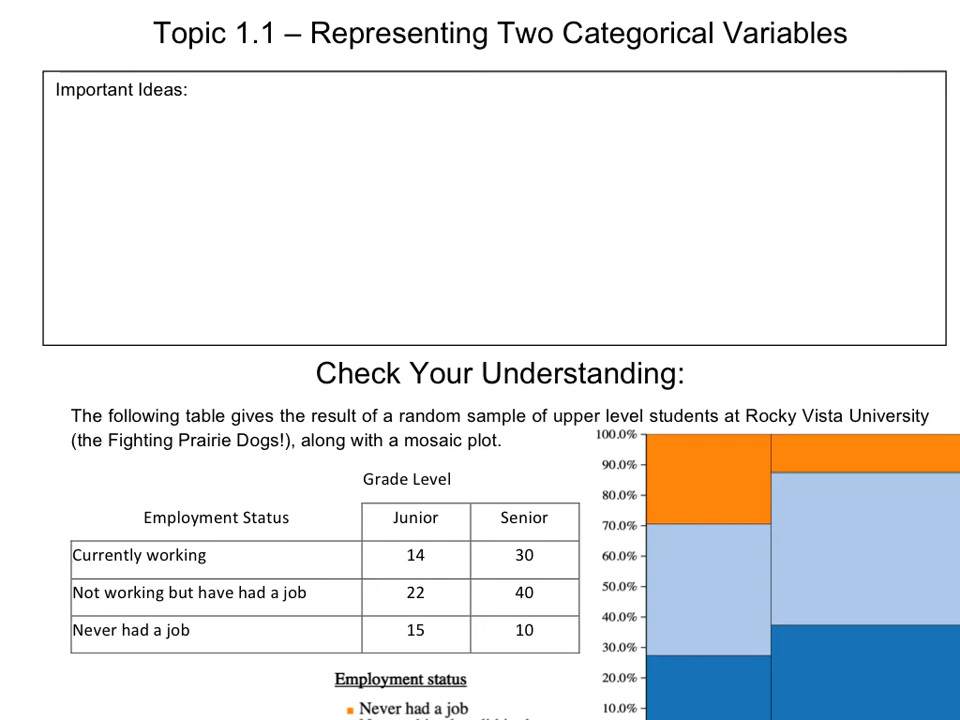 Topic 1.1 – Representing Two Categorical Variables
Important Ideas:
Check Your Understanding:
The following table gives the result of a random sample of upper level students at Rocky Vista University
(the Fighting Prairie Dogs!), along with a mosaic plot.
Grade Level
Employment Status Junior Senior
Currently working 14 30
Not working but have had a job 22 40
Never had a job 15 10
100.0%
90.0%
80.0%
70.0%
60.0%
50.0%
40.0%
30.0%
20.0%
10.0%
Employment status
Never had a job